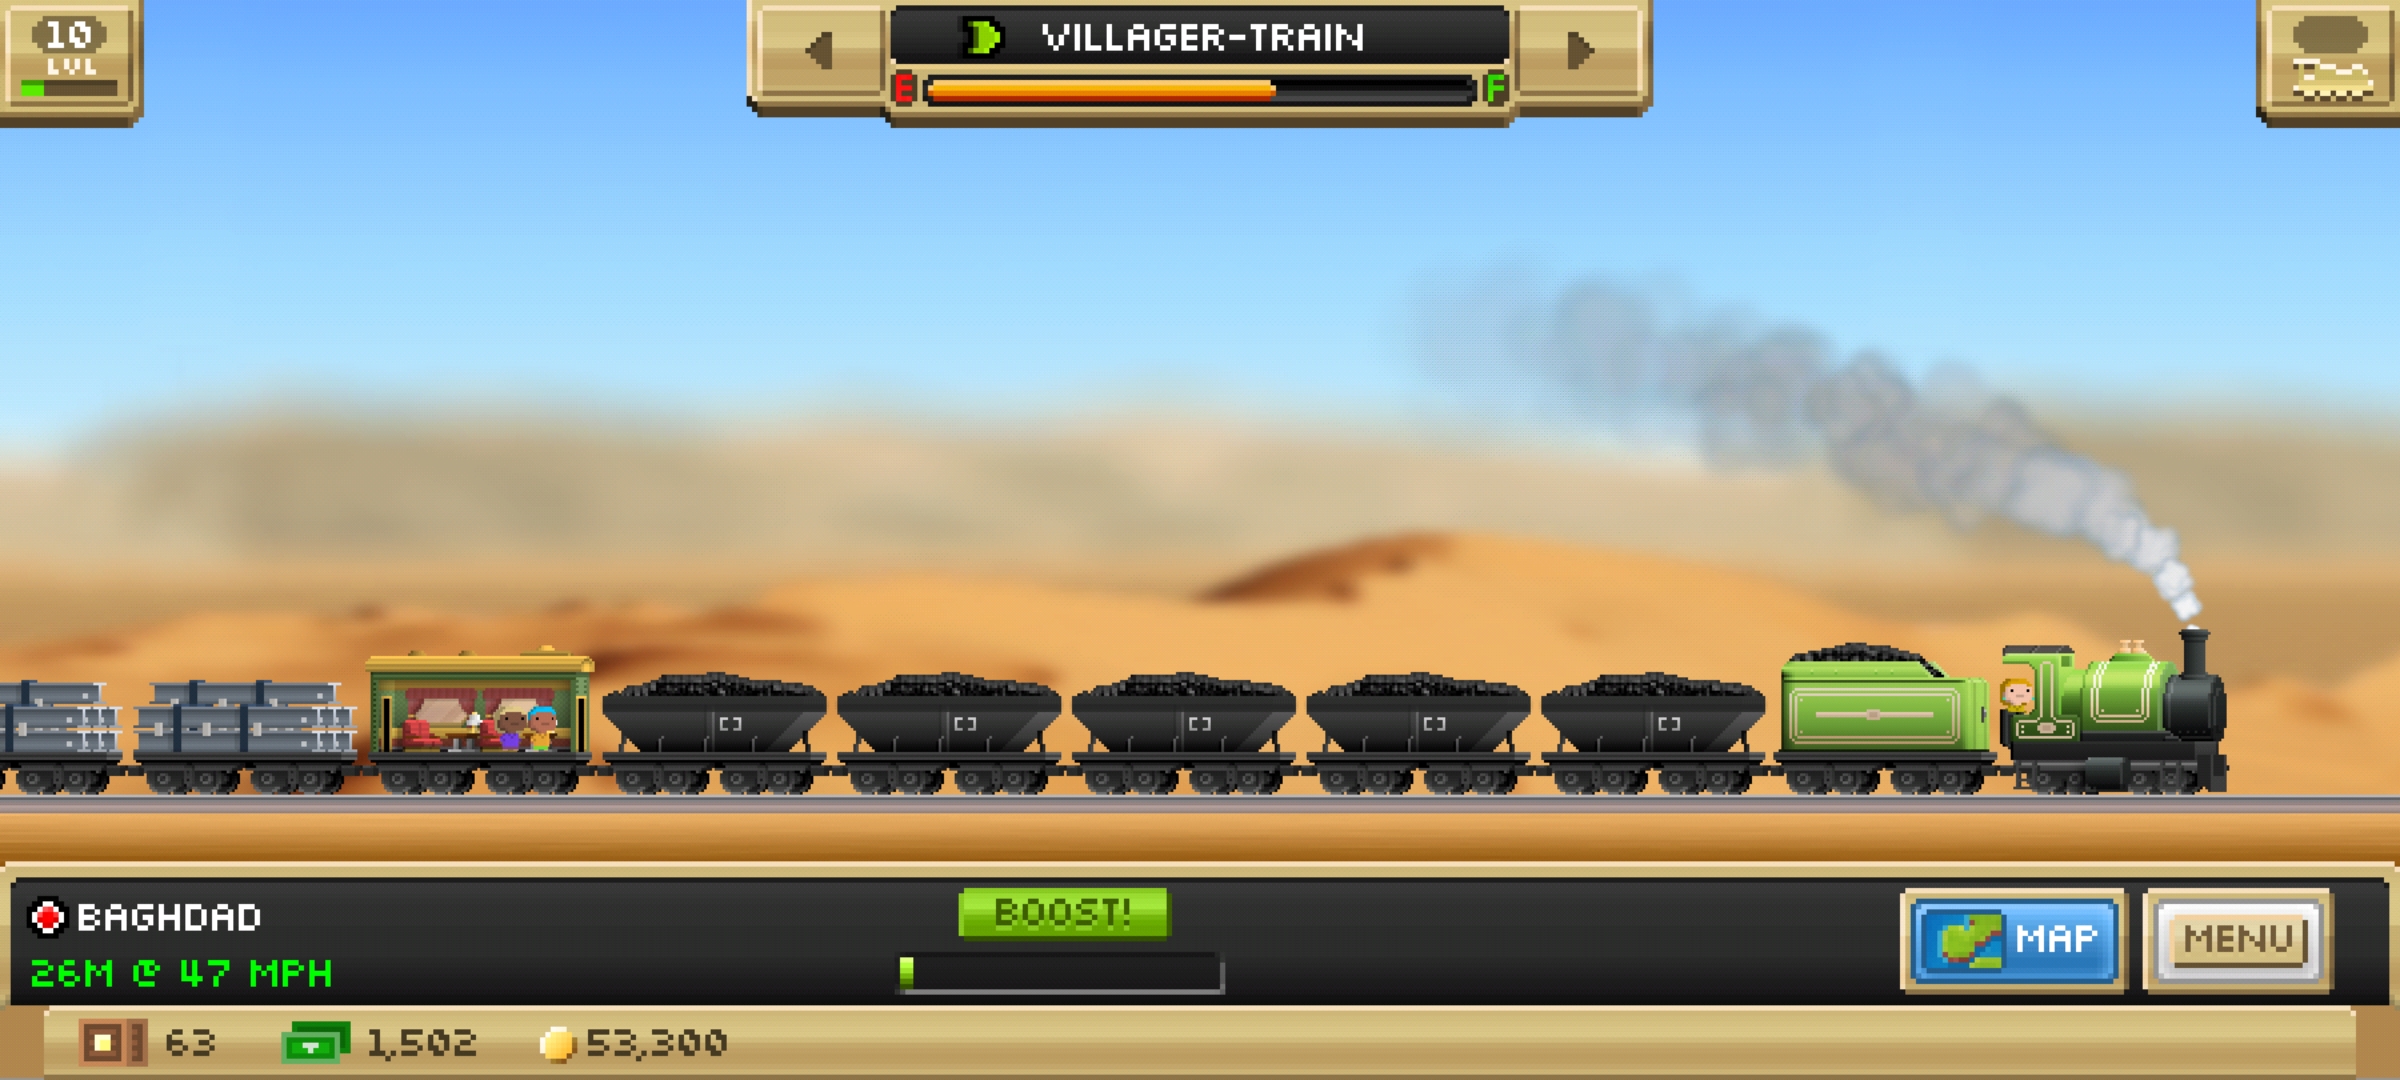 10
LVL
VILLAGER-TRAIN
E F
BAGHDAD
26M @ 47 MPH
BOOST!
MAP
MENU
63
1,502
53,300